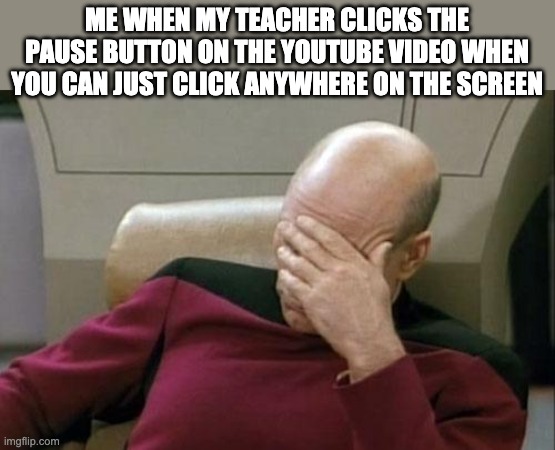 ME WHEN MY TEACHER CLICKS THE
PAUSE BUTTON ON THE YOUTUBE VIDEO WHEN
YOU CAN JUST CLICK ANYWHERE ON THE SCREEN
imgflip.com